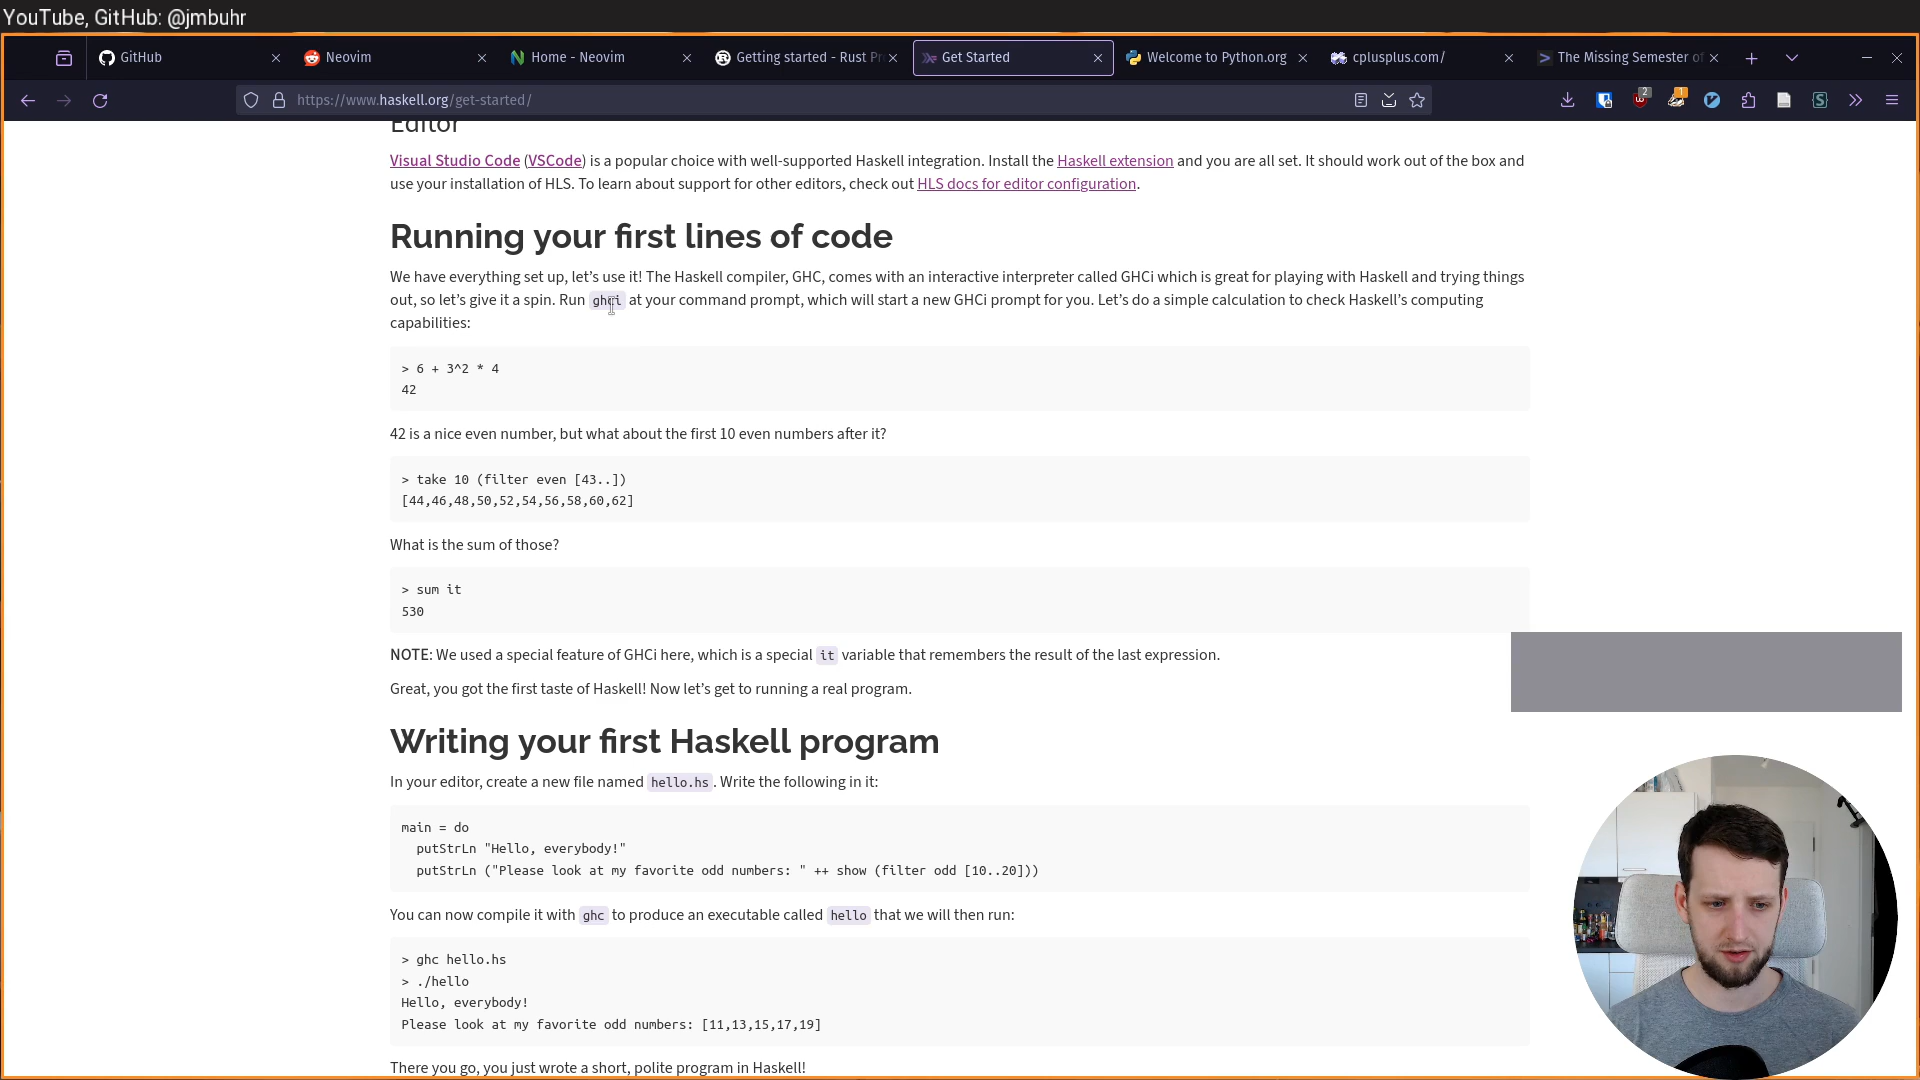 YouTube, GitHub: @jmbuhr
GitHub
Neovim
Home - Neovim
Getting started - Rust Pr
Get Started
Welcome to Python.org
cplusplus.com/
The Missing Semester of
https://www.haskell.org/get-started/
2
1
Editor
Visual Studio Code (VSCode) is a popular choice with well-supported Haskell integration. Install the Haskell extension and you are all set. It should work out of the box and
use your installation of HLS. To learn about support for other editors, check out HLS docs for editor configuration.
Running your first lines of code
We have everything set up, let's use it! The Haskell compiler, GHC, comes with an interactive interpreter called GHCi which is great for playing with Haskell and trying things
out, so let's give it a spin. Run ghci at your command prompt, which will start a new GHCi prompt for you. Let's do a simple calculation to check Haskell's computing
capabilities:
> 6 + 3^2 * 4
42
42 is a nice even number, but what about the first 10 even numbers after it?
> take 10 (filter even [43..])
[44,46,48,50,52,54,56,58,60,62]
What is the sum of those?
> sum it
530
NOTE: We used a special feature of GHCi here, which is a special it variable that remembers the result of the last expression.
Great, you got the first taste of Haskell! Now let's get to running a real program.
Writing your first Haskell program
In your editor, create a new file named hello.hs. Write the following in it:
main = do
putStrLn "Hello, everybody!"
putStrLn ("Please look at my favorite odd numbers: " ++ show (filter odd [10..20]))
You can now compile it with ghc to produce an executable called hello that we will then run:
> ghc hello.hs
> ./hello
Hello, everybody!
Please look at my favorite odd numbers: [11,13,15,17,19]
There you go, you just wrote a short, polite program in Haskell!